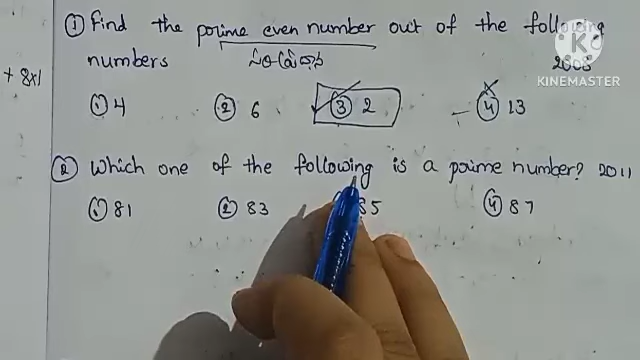 ① Find the prime even number out of the following
numbers 2008
+ 8x1
① 4 ② 6 ③ 2 ④ 13
② Which one of the following is a prime number? 2011
① 81 ② 83 85 ④ 87
KINEMASTER